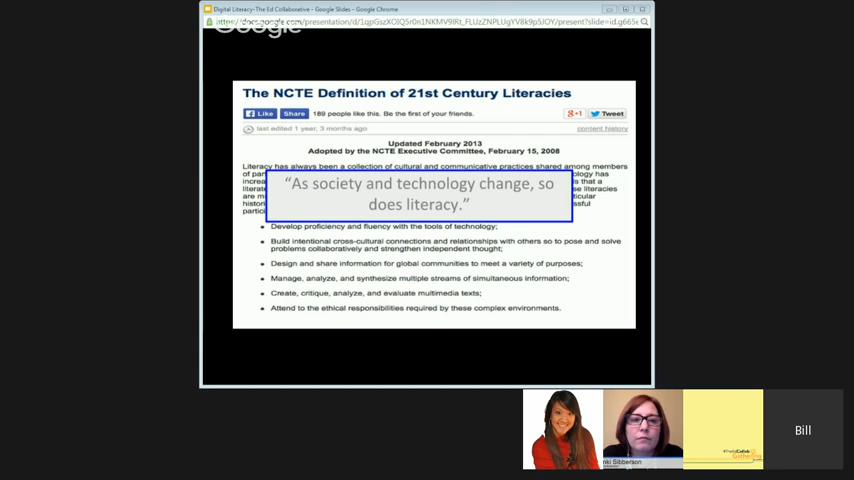 Digital Literacy-The Ed Collaborative - Google Slides - Google Chrome
Google
The NCTE Definition of 21st Century Literacies
Like Share 189 people like this. Be the first of your friends. +1 Tweet
last edited 1 year, 3 months ago content history
Updated February 2013
Adopted by the NCTE Executive Committee, February 15, 2008
Literacy has always been a collection of cultural and communicative practices shared among members
of
“As society and technology change, so
does literacy.”
Develop proficiency and fluency with the tools of technology;
Build intentional cross-cultural connections and relationships with others so to pose and solve
problems collaboratively and strengthen independent thought;
Design and share information for global communities to meet a variety of purposes;
Manage, analyze, and synthesize multiple streams of simultaneous information;
Create, critique, analyze, and evaluate multimedia texts;
Attend to the ethical responsibilities required by these complex environments.
Sibberson
Gathering
Bill